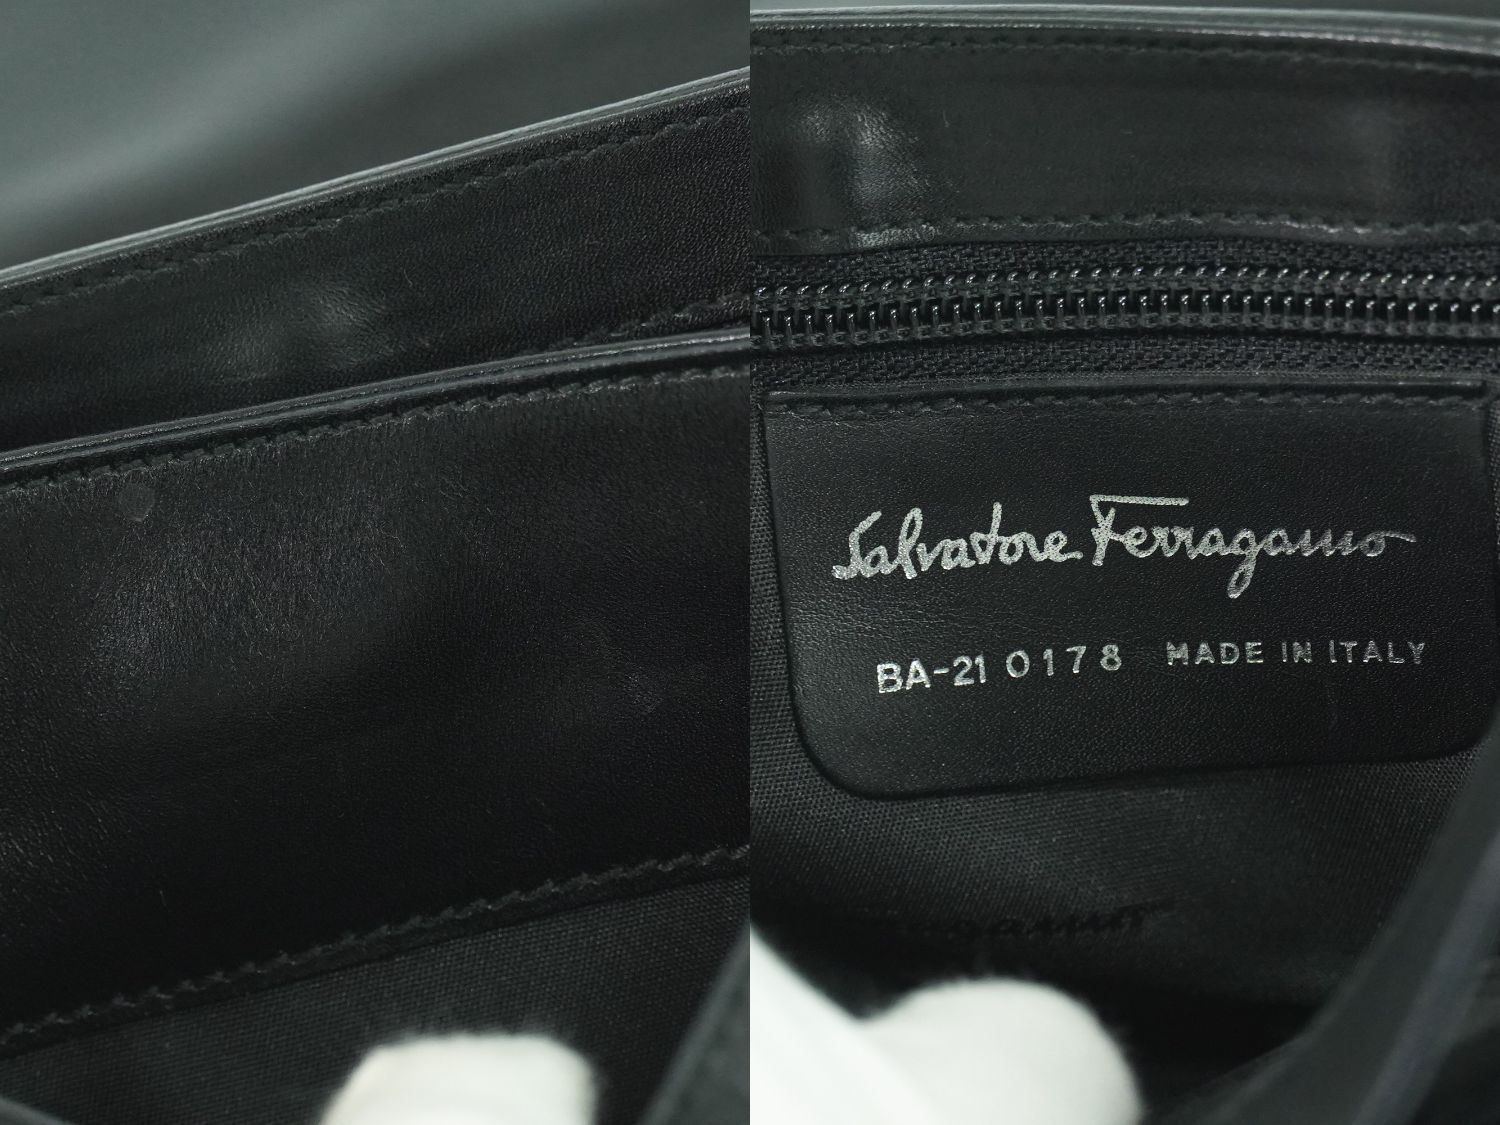 Salvatore Ferragamo
BA-21 0178 MADE IN ITALY